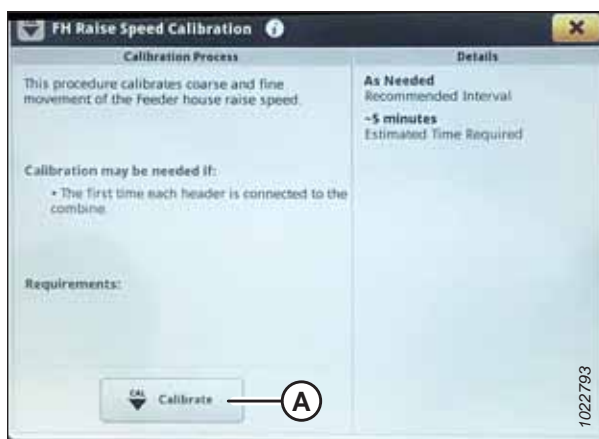 FH Raise Speed Calibration i
Calibration Process
This procedure calibrates coarse and fine
movement of the Feeder house raise speed.
Calibration may be needed if:
• The first time each header is connected to the
combine.
Requirements:
CAL Calibrate
Details
As Needed
Recommended Interval
~5 minutes
Estimated Time Required
A
1022793